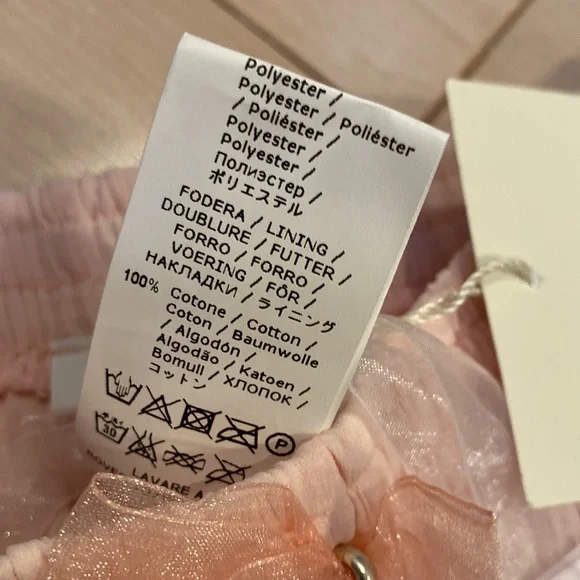 Polyester /
Polyester / Poliéster
/ Poliéster /
Polyester /
Polyester /
Полиэстер /
ポリエステル
FODERA / LINING /
DOUBLURE / FUTTER /
FORRO / FORRO /
VOERING / FÔR /
НАКЛАДКИ / ライニング
100% Cotone / Cotton /
Coton / Baumwolle
/ Algodón /
Algodão / Katoen /
Bomull / ХЛОПОК /
コットン
P
30
LAVARE A